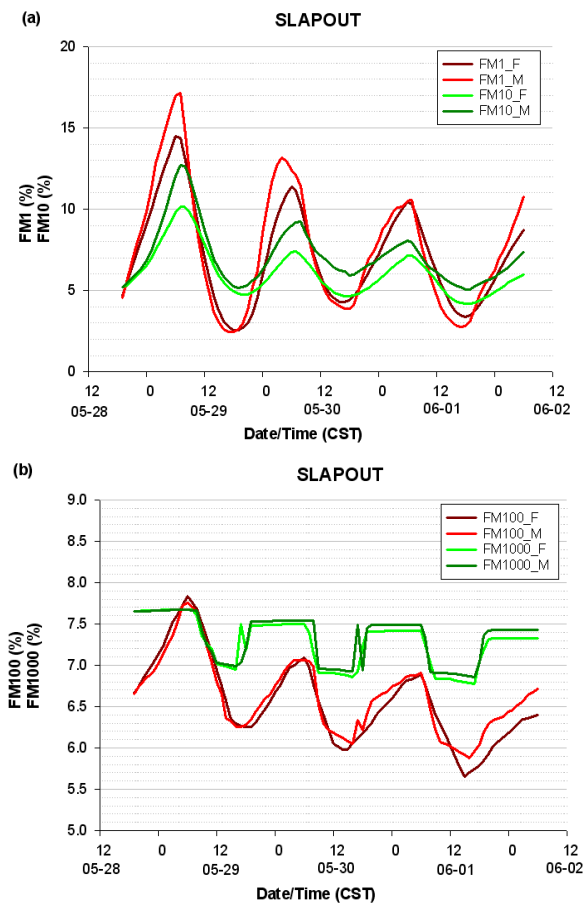 (a)
SLAPOUT
FM1 (%)
FM10 (%)
20
15
10
5
0
FM1_F
FM1_M
FM10_F
FM10_M
12 0 12 0 12 0 12 0 12
05-28 05-29 05-30 06-01 06-02
Date/Time (CST)
(b)
SLAPOUT
FM100 (%)
FM1000 (%)
9.0
8.5
8.0
7.5
7.0
6.5
6.0
5.5
5.0
FM100_F
FM100_M
FM1000_F
FM1000_M
12 0 12 0 12 0 12 0 12
05-28 05-29 05-30 06-01 06-02
Date/Time (CST)